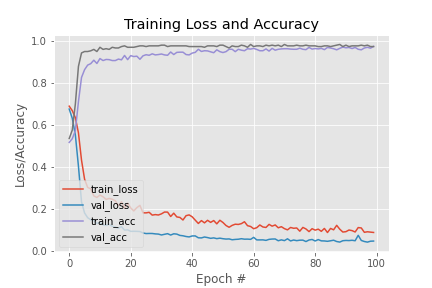 Training Loss and Accuracy
1.0
0.8
0.6
0.4
0.2
0.0
Loss/Accuracy
train_loss
val_loss
train_acc
val_acc
0 20 40 60 80 100
Epoch #